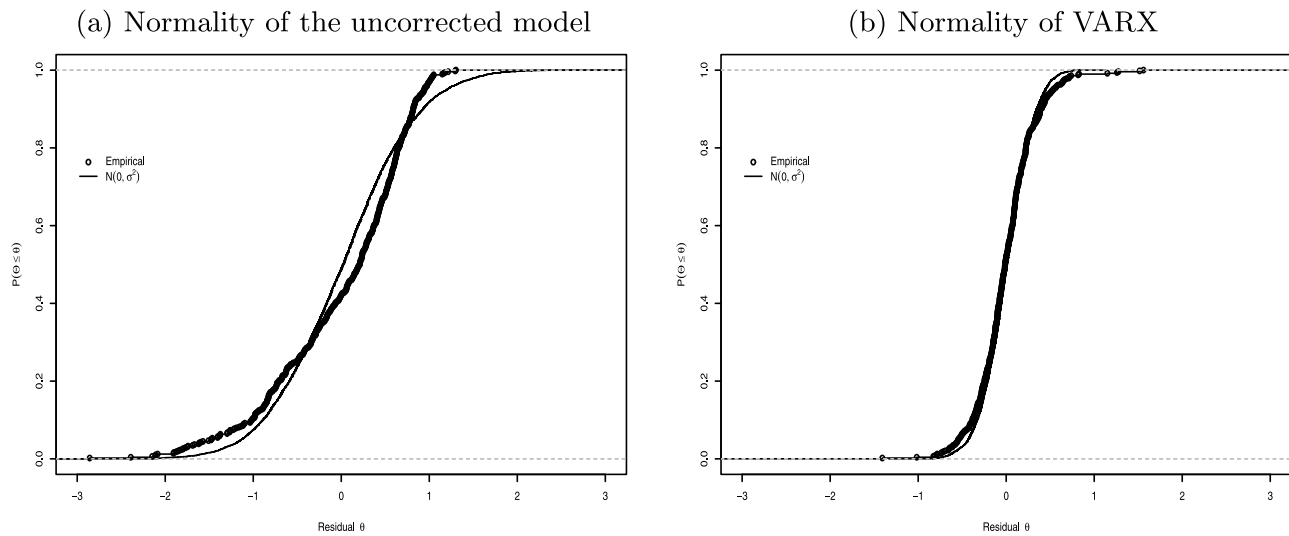 (a) Normality of the uncorrected model
1.0
0.8
0.6
0.4
0.2
0.0
P(Θ ≤ θ)
Empirical
N(0, σ²)
−3 −2 −1 0 1 2 3
Residual θ
(b) Normality of VARX
1.0
0.8
0.6
0.4
0.2
0.0
P(Θ ≤ θ)
Empirical
N(0, σ²)
−3 −2 −1 0 1 2 3
Residual θ